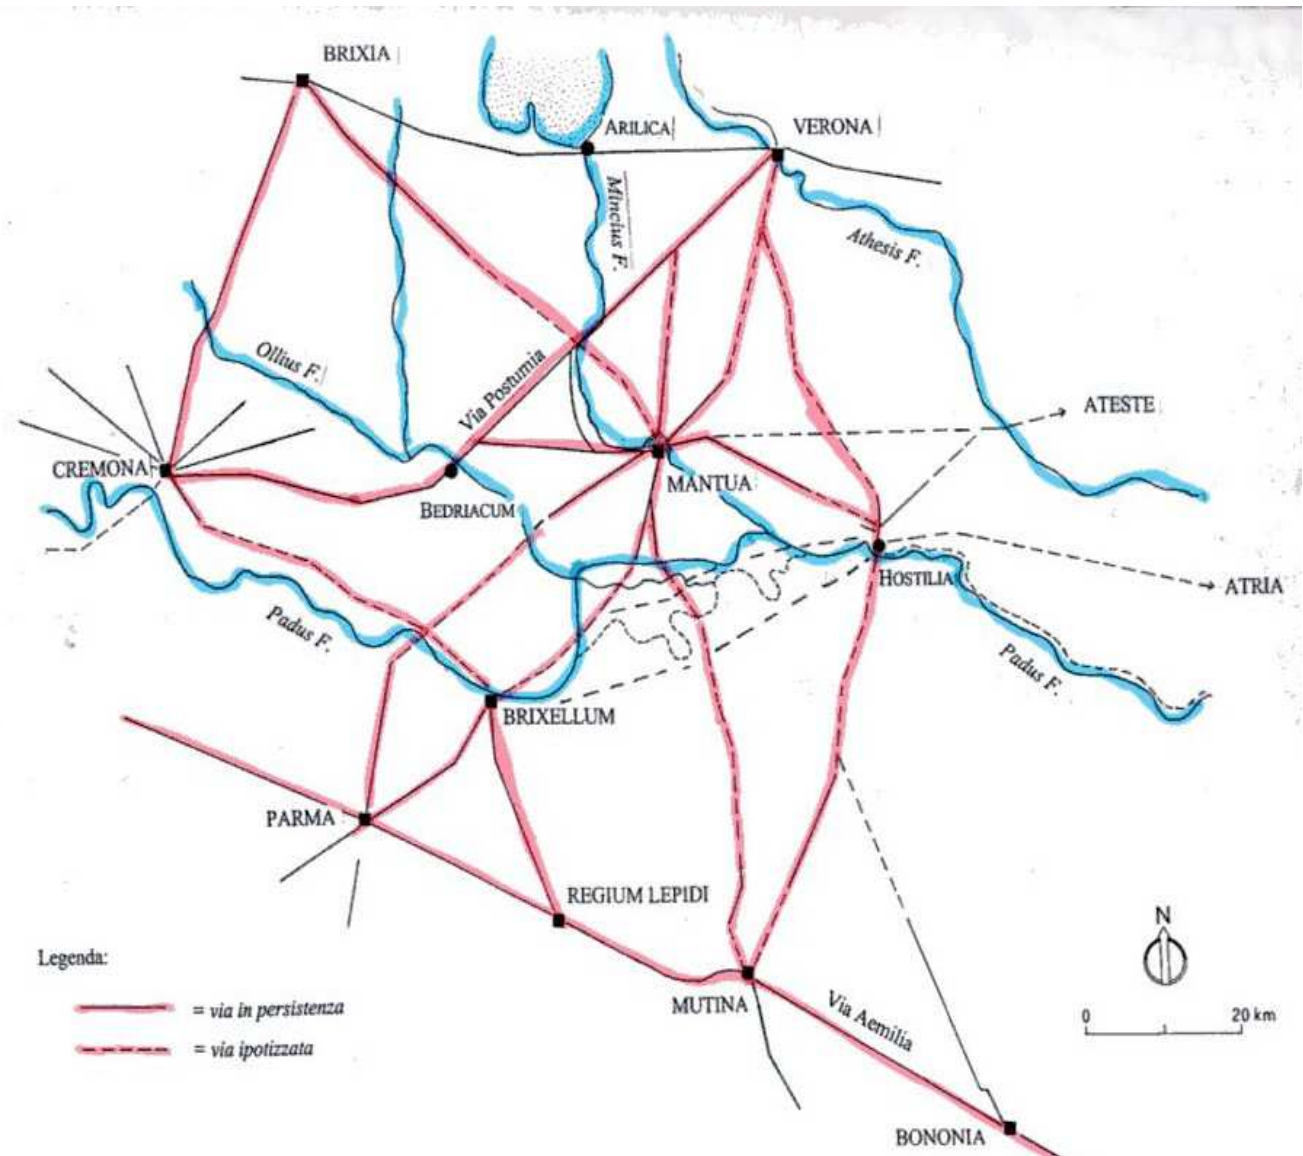 BRIXIA
ARILICA
VERONA
Mincius F.
Athesis F.
Ollius F.
Via Postumia
ATESTE
CREMONA
MANTUA
BEDRIACUM
HOSTILIA
ATRIA
Padus F.
Padus F.
BRIXELLUM
PARMA
REGIUM LEPIDI
N
Legenda:
= via in persistenza
= via ipotizzata
MUTINA
Via Aemilia
0 20 km
BONONIA